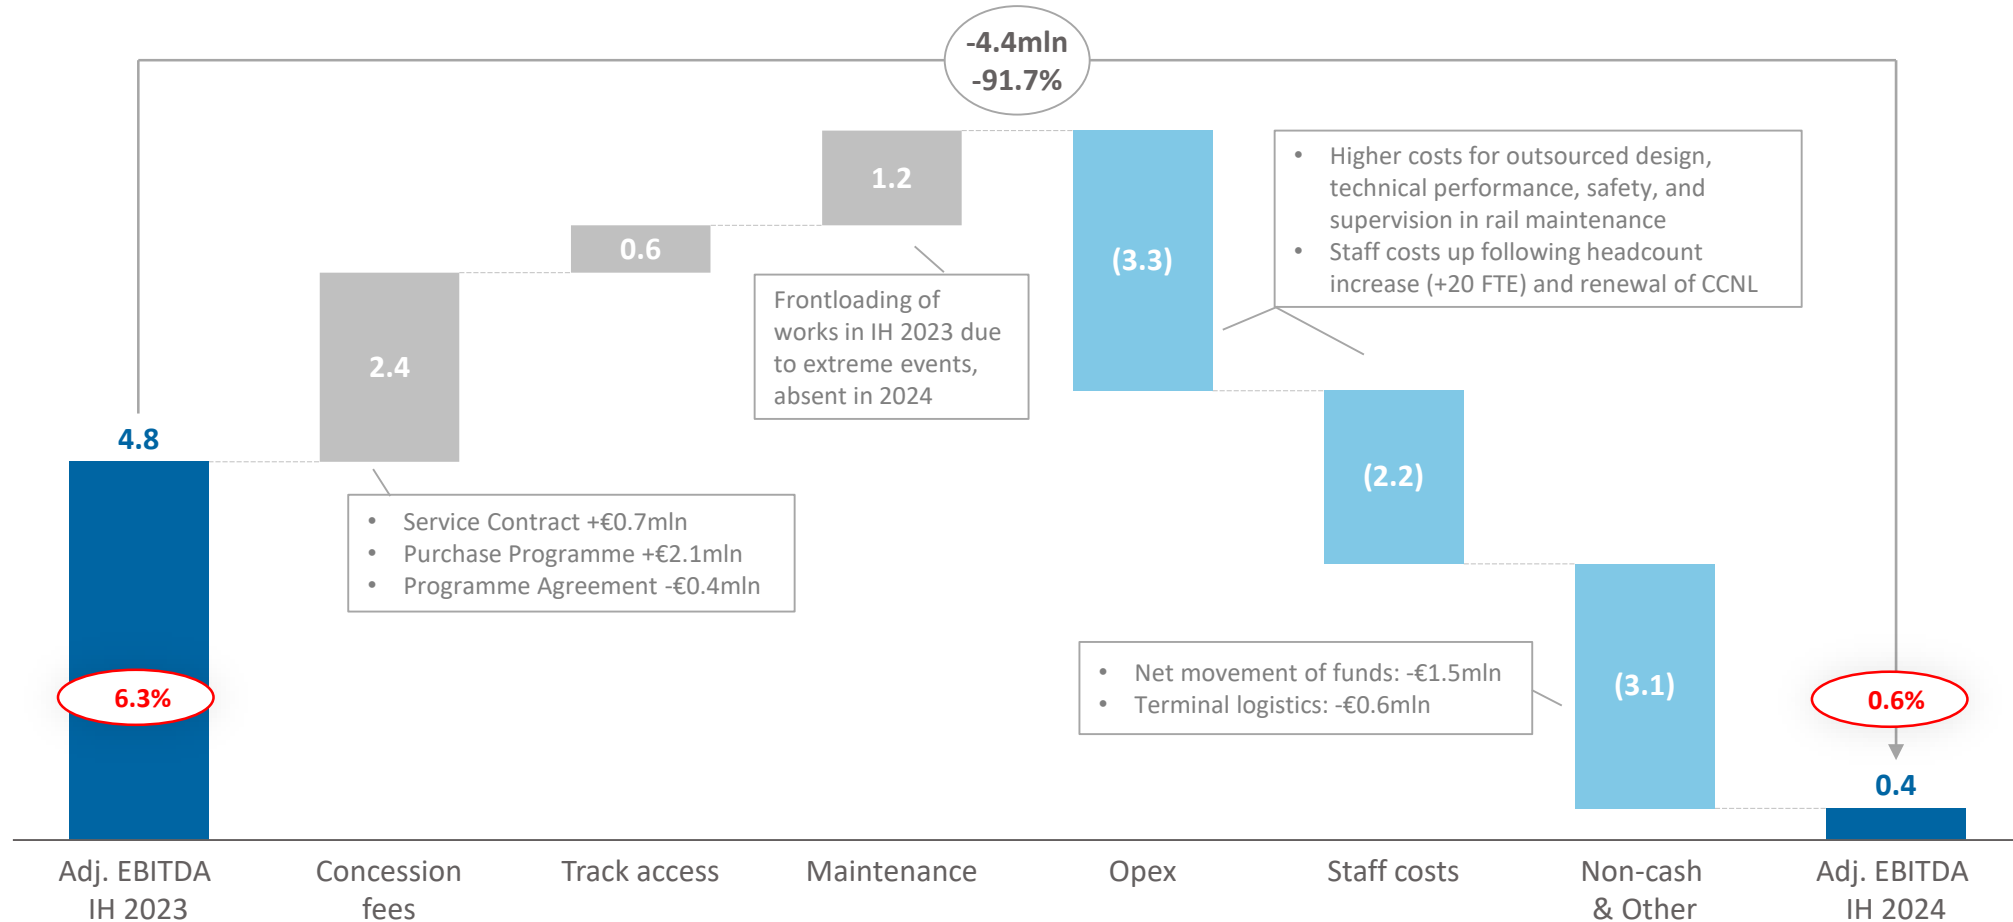 -4.4mln
-91.7%
4.8
2.4
0.6
1.2
(3.3)
(2.2)
(3.1)
0.4
6.3%
0.6%
• Service Contract +€0.7mln
• Purchase Programme +€2.1mln
• Programme Agreement -€0.4mln
Frontloading of
works in IH 2023 due
to extreme events,
absent in 2024
• Higher costs for outsourced design,
technical performance, safety, and
supervision in rail maintenance
• Staff costs up following headcount
increase (+20 FTE) and renewal of CCNL
• Net movement of funds: -€1.5mln
• Terminal logistics: -€0.6mln
Adj. EBITDA
IH 2023
Concession
fees
Track access
Maintenance
Opex
Staff costs
Non-cash
& Other
Adj. EBITDA
IH 2024